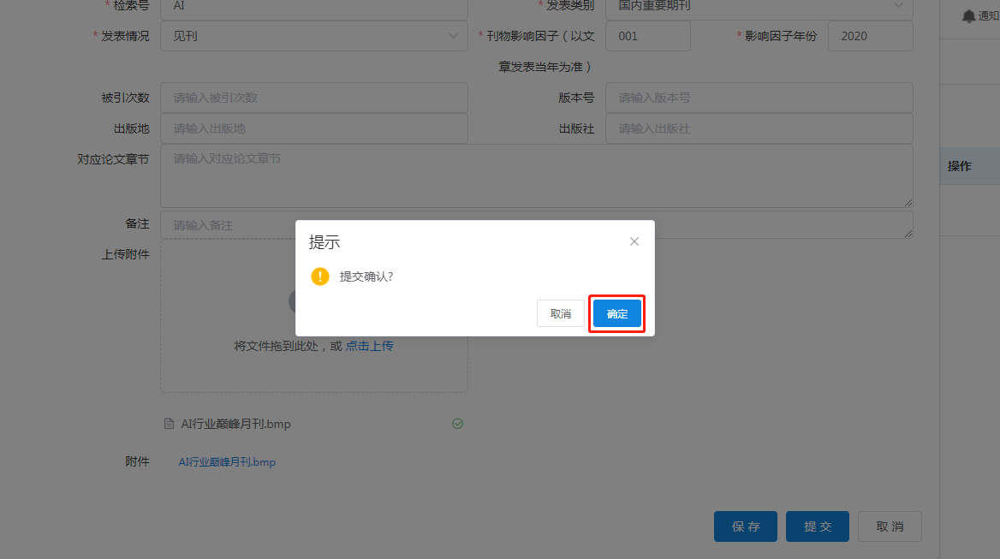 * 检索号 AI * 发表类别 国内重要期刊
通知
* 发表情况 见刊 * 刊物影响因子（以文 001 * 影响因子年份 2020
章发表当年为准）
被引次数 请输入被引次数 版本号 请输入版本号
出版地 请输入出版地 出版社 请输入出版社
对应论文章节 请输入对应论文章节
操作
备注 请输入备注
上传附件
提示
! 提交确认?
取消 确定
将文件拖到此处，或 点击上传
AI行业巅峰月刊.bmp
附件 AI行业巅峰月刊.bmp
保 存 提 交 取 消